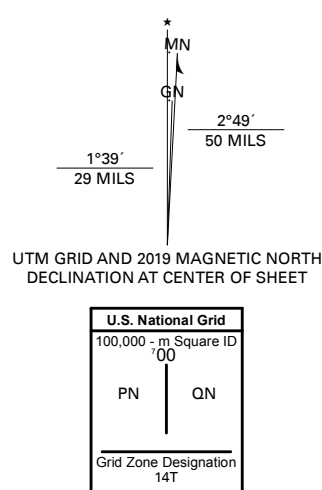 ★
MN
GN
2°49´
50 MILS
1°39´
29 MILS
UTM GRID AND 2019 MAGNETIC NORTH
DECLINATION AT CENTER OF SHEET
U.S. National Grid
100,000 - m Square ID
⁷00
PN QN
Grid Zone Designation
14T